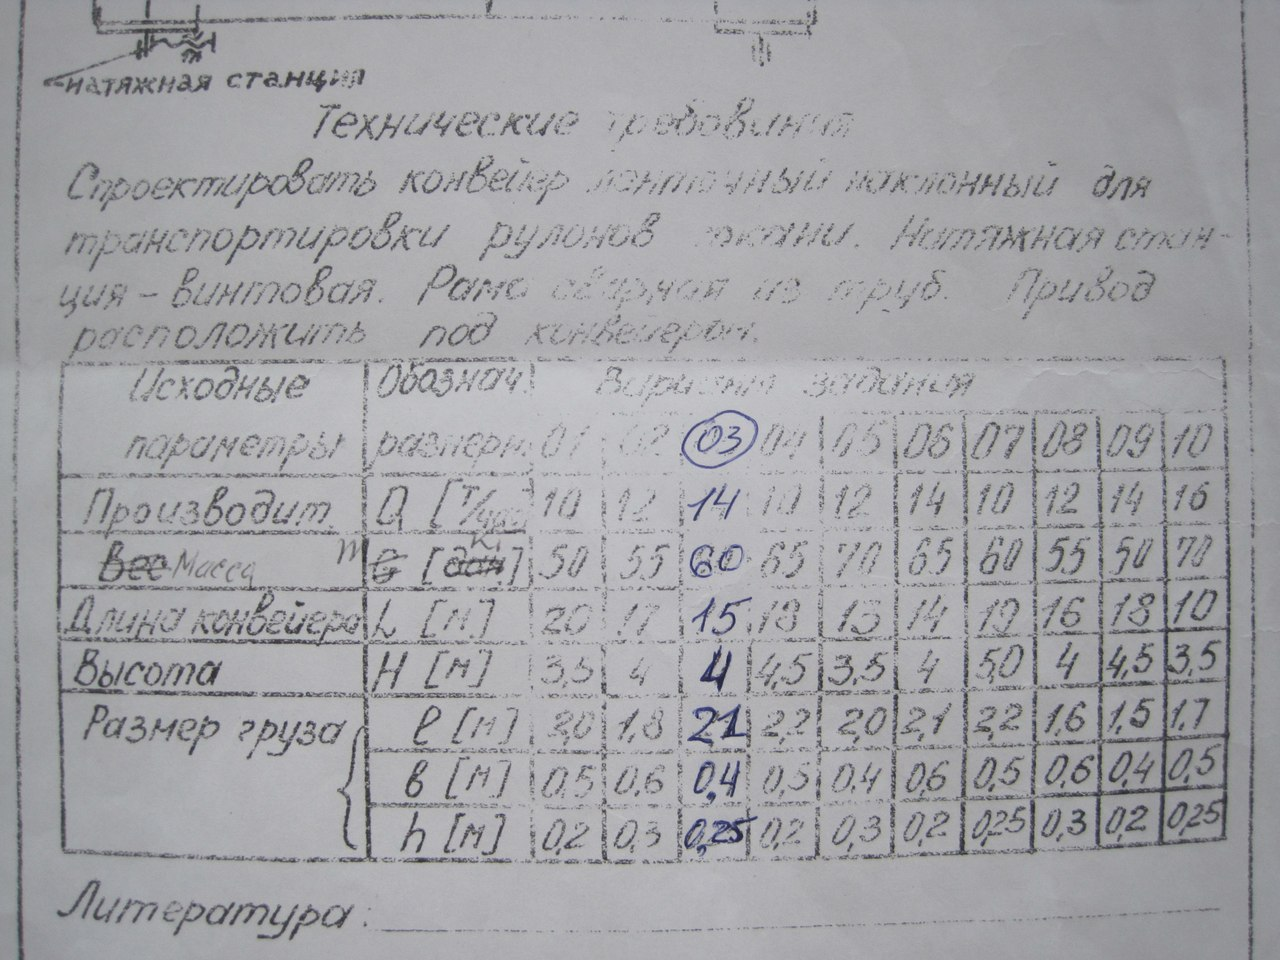 натяжная станция
Технические требования
Спроектировать конвейер ленточный наклонный для
транспортировки рулонов ткани. Натяжная стан-
ция - винтовая. Рама сварная из труб. Привод
расположить под конвейером.
Исходные параметры Обознач. размерн. Варианты задания
01 02 03 04 05 06 07 08 09 10
Производит. Q [Т/час] 10 12 14 10 12 14 10 12 14 16
Вес Масса m G [дан] кг 50 55 60 65 70 65 60 55 50 70
Длина конвейера L [м] 20 17 15 18 13 14 19 16 18 10
Высота H [м] 3,5 4 4 4,5 3,5 4 5,0 4 4,5 3,5
Размер груза l [м] 2,0 1,8 2,1 2,2 2,0 2,1 2,2 1,6 1,5 1,7
в [м] 0,5 0,6 0,4 0,5 0,4 0,6 0,5 0,6 0,4 0,5
h [м] 0,2 0,3 0,25 0,2 0,3 0,2 0,25 0,3 0,2 0,25
Литература: